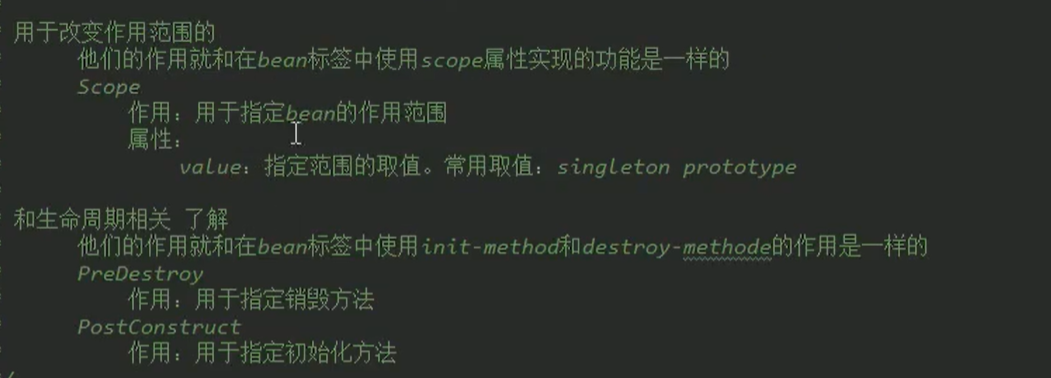 用于改变作用范围的
他们的作用就和在bean标签中使用scope属性实现的功能是一样的
Scope
作用：用于指定bean的作用范围
属性：
value：指定范围的取值。常用取值：singleton prototype
和生命周期相关 了解
他们的作用就和在bean标签中使用init-method和destroy-methode的作用是一样的
PreDestroy
作用：用于指定销毁方法
PostConstruct
作用：用于指定初始化方法